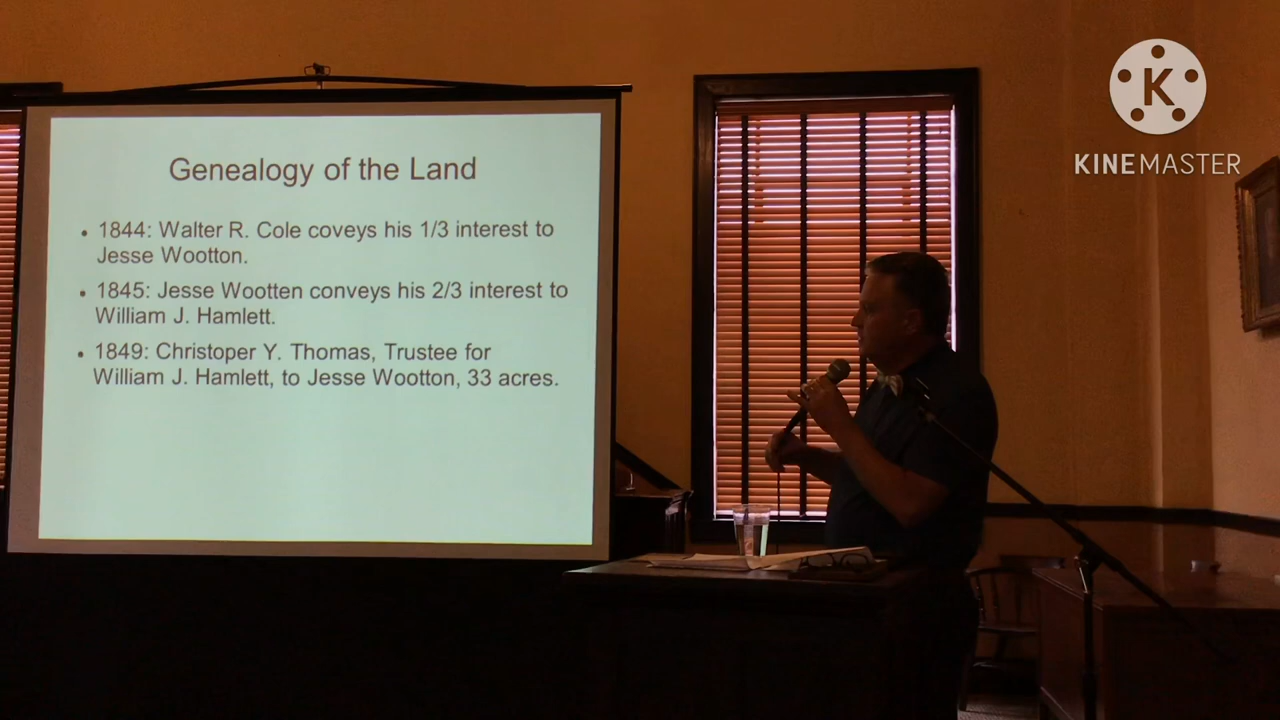 Genealogy of the Land
• 1844: Walter R. Cole coveys his 1/3 interest to
Jesse Wootton.
• 1845: Jesse Wootten conveys his 2/3 interest to
William J. Hamlett.
• 1849: Christoper Y. Thomas, Trustee for
William J. Hamlett, to Jesse Wootton, 33 acres.
K
KINEMASTER